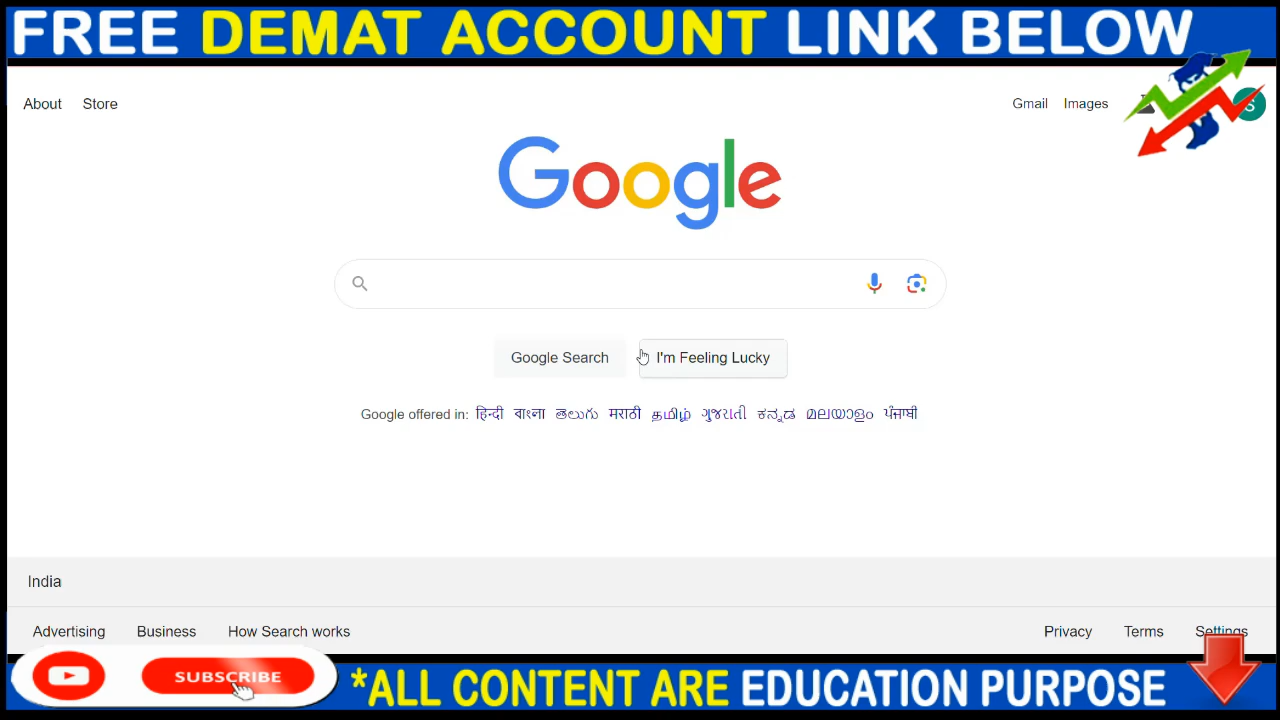 FREE DEMAT ACCOUNT LINK BELOW
About Store
Gmail Images
S
Google
Google Search
I'm Feeling Lucky
Google offered in: हिन्दी বাংলা తెలుగు मराठी தமிழ் ગુજરાતી ಕನ್ನಡ മലയാളം ਪੰਜਾਬੀ
India
Advertising Business How Search works
Privacy Terms Settings
SUBSCRIBE
*ALL CONTENT ARE EDUCATION PURPOSE